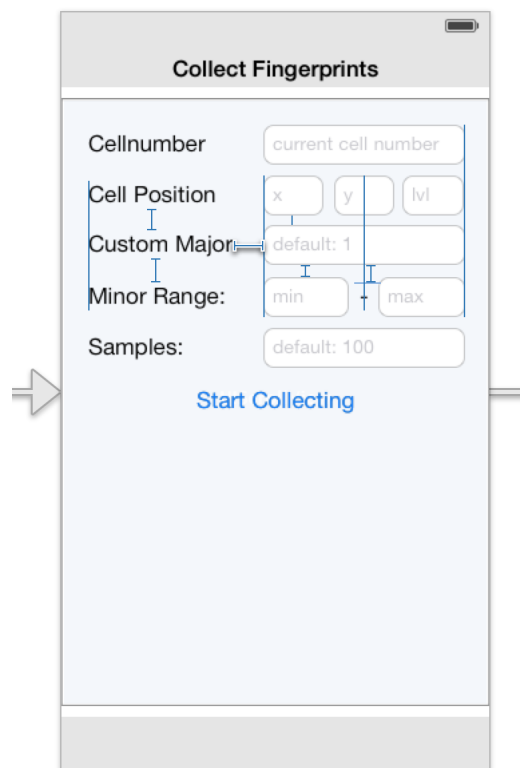 Collect Fingerprints
Cellnumber current cell number
Cell Position x y lvl
Custom Major default: 1
Minor Range: min - max
Samples: default: 100
Start Collecting